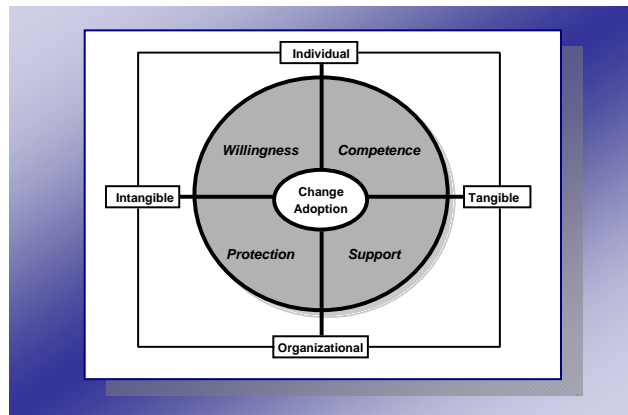 Individual
Willingness
Competence
Intangible
Change
Adoption
Tangible
Protection
Support
Organizational